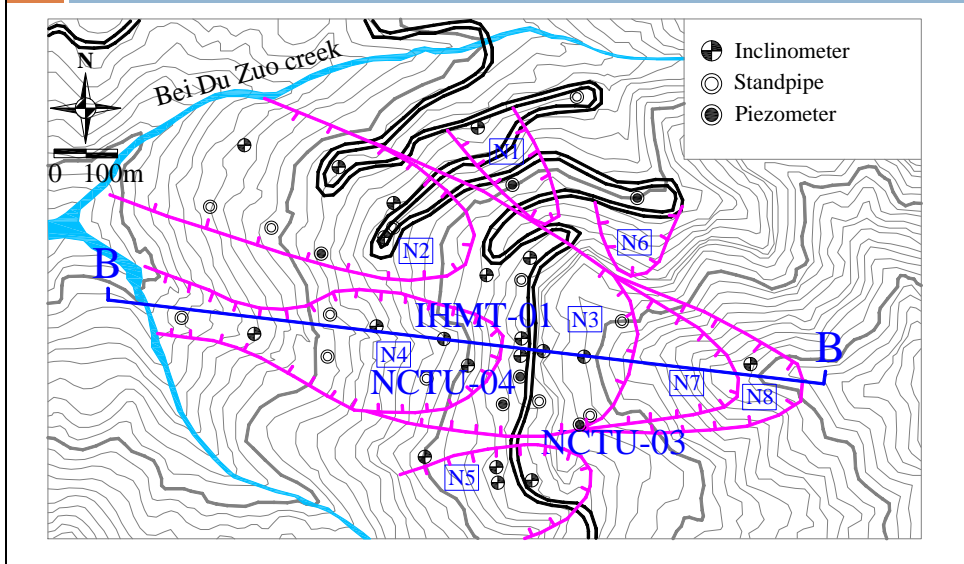 Inclinometer
Standpipe
Piezometer
N
Bei Du Zuo creek
0 100m
N1
N2
N6
B
IHMT-01
N3
N4
B
NCTU-04
N7
N8
NCTU-03
N5